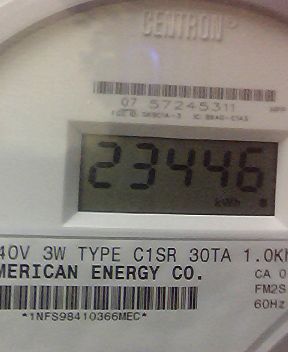 CENTRON®
07 57245311
23446
kWh
40V 3W TYPE C1SR 30TA 1.0Kh
MERICAN ENERGY CO.
CA 0
FM2S
60Hz
*1NFS98410366MEC*